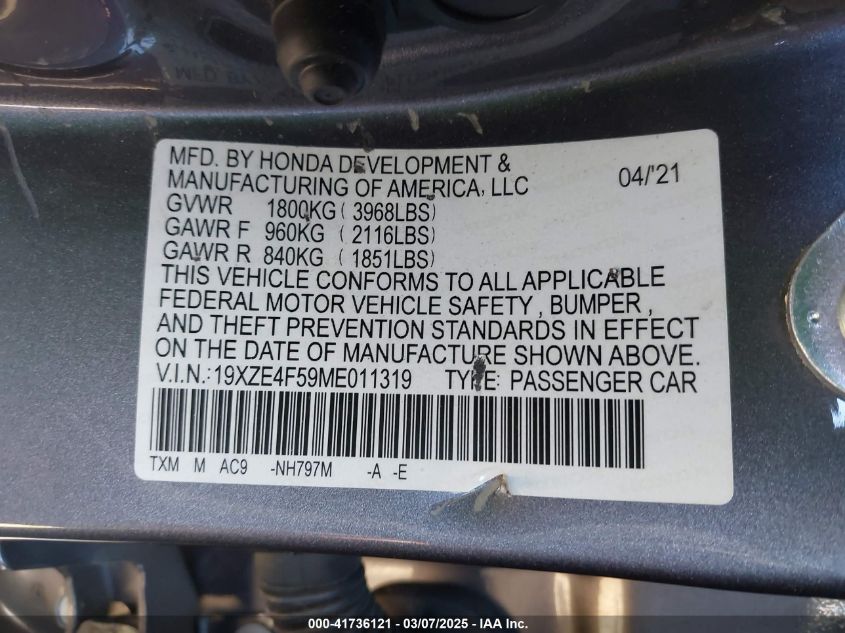 MFD. BY HONDA DEVELOPMENT &
MANUFACTURING OF AMERICA, LLC 04/'21
GVWR 1800KG ( 3968LBS)
GAWR F 960KG ( 2116LBS)
GAWR R 840KG ( 1851LBS)
THIS VEHICLE CONFORMS TO ALL APPLICABLE
FEDERAL MOTOR VEHICLE SAFETY, BUMPER,
AND THEFT PREVENTION STANDARDS IN EFFECT
ON THE DATE OF MANUFACTURE SHOWN ABOVE.
V.I.N.: 19XZE4F59ME011319 TYPE: PASSENGER CAR
TXM M AC9 -NH797M -A -E
000-41736121 - 03/07/2025 - IAA Inc.